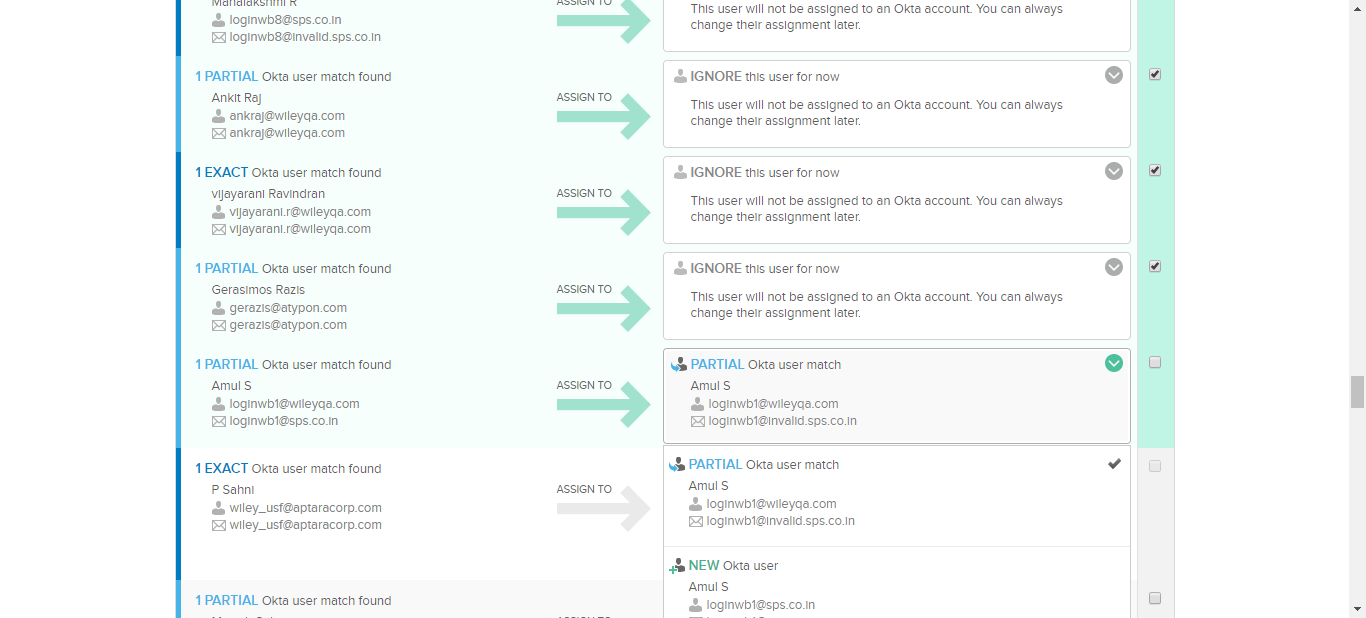 Mahalakshmi R
loginwb8@sps.co.in
loginwb8@invalid.sps.co.in
ASSIGN TO
This user will not be assigned to an Okta account. You can always
change their assignment later.
1 PARTIAL Okta user match found
Ankit Raj
ankraj@wileyqa.com
ankraj@wileyqa.com
ASSIGN TO
IGNORE this user for now
This user will not be assigned to an Okta account. You can always
change their assignment later.
1 EXACT Okta user match found
vijayarani Ravindran
vijayarani.r@wileyqa.com
vijayarani.r@wileyqa.com
ASSIGN TO
IGNORE this user for now
This user will not be assigned to an Okta account. You can always
change their assignment later.
1 PARTIAL Okta user match found
Gerasimos Razis
gerazis@atypon.com
gerazis@atypon.com
ASSIGN TO
IGNORE this user for now
This user will not be assigned to an Okta account. You can always
change their assignment later.
1 PARTIAL Okta user match found
Amul S
loginwb1@wileyqa.com
loginwb1@sps.co.in
ASSIGN TO
PARTIAL Okta user match
Amul S
loginwb1@wileyqa.com
loginwb1@invalid.sps.co.in
1 EXACT Okta user match found
P Sahni
wiley_usf@aptaracorp.com
wiley_usf@aptaracorp.com
ASSIGN TO
PARTIAL Okta user match
Amul S
loginwb1@wileyqa.com
loginwb1@invalid.sps.co.in
NEW Okta user
Amul S
loginwb1@sps.co.in
1 PARTIAL Okta user match found
ASSIGN TO